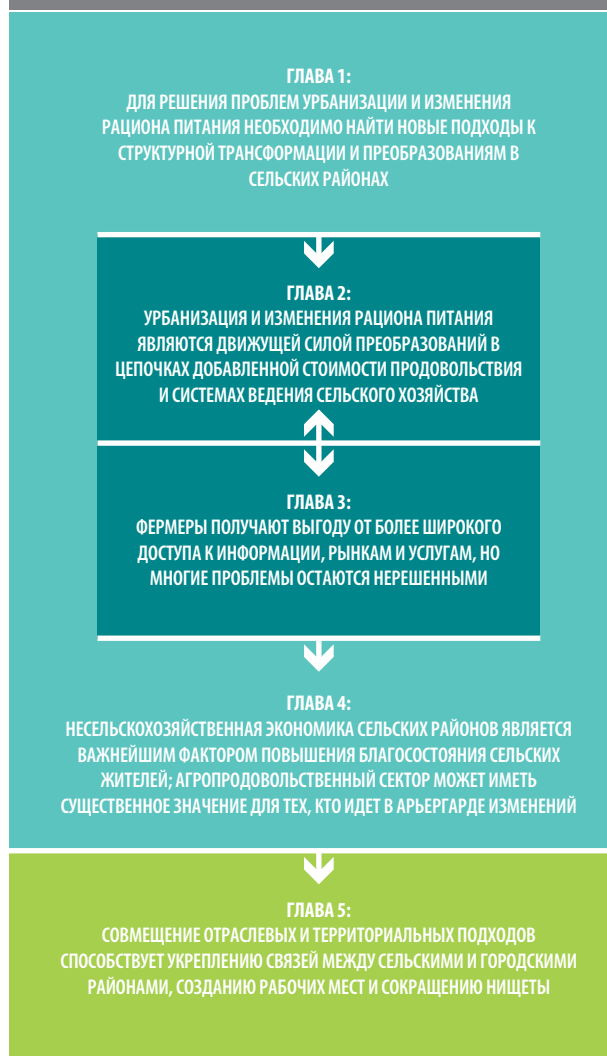 ГЛАВА 1:
ДЛЯ РЕШЕНИЯ ПРОБЛЕМ УРБАНИЗАЦИИ И ИЗМЕНЕНИЯ
РАЦИОНА ПИТАНИЯ НЕОБХОДИМО НАЙТИ НОВЫЕ ПОДХОДЫ К
СТРУКТУРНОЙ ТРАНСФОРМАЦИИ И ПРЕОБРАЗОВАНИЯМ В
СЕЛЬСКИХ РАЙОНАХ
ГЛАВА 2:
УРБАНИЗАЦИЯ И ИЗМЕНЕНИЯ РАЦИОНА ПИТАНИЯ
ЯВЛЯЮТСЯ ДВИЖУЩЕЙ СИЛОЙ ПРЕОБРАЗОВАНИЙ В
ЦЕПОЧКАХ ДОБАВЛЕННОЙ СТОИМОСТИ ПРОДОВОЛЬСТВИЯ
И СИСТЕМАХ ВЕДЕНИЯ СЕЛЬСКОГО ХОЗЯЙСТВА
ГЛАВА 3:
ФЕРМЕРЫ ПОЛУЧАЮТ ВЫГОДУ ОТ БОЛЕЕ ШИРОКОГО
ДОСТУПА К ИНФОРМАЦИИ, РЫНКАМ И УСЛУГАМ, НО
МНОГИЕ ПРОБЛЕМЫ ОСТАЮТСЯ НЕРЕШЕННЫМИ
ГЛАВА 4:
НЕСЕЛЬСКОХОЗЯЙСТВЕННАЯ ЭКОНОМИКА СЕЛЬСКИХ РАЙОНОВ ЯВЛЯЕТСЯ
ВАЖНЕЙШИМ ФАКТОРОМ ПОВЫШЕНИЯ БЛАГОСОСТОЯНИЯ СЕЛЬСКИХ
ЖИТЕЛЕЙ; АГРОПРОДОВОЛЬСТВЕННЫЙ СЕКТОР МОЖЕТ ИМЕТЬ
СУЩЕСТВЕННОЕ ЗНАЧЕНИЕ ДЛЯ ТЕХ, КТО ИДЕТ В АРЬЕРГАРДЕ ИЗМЕНЕНИЙ
ГЛАВА 5:
СОВМЕЩЕНИЕ ОТРАСЛЕВЫХ И ТЕРРИТОРИАЛЬНЫХ ПОДХОДОВ
СПОСОБСТВУЕТ УКРЕПЛЕНИЮ СВЯЗЕЙ МЕЖДУ СЕЛЬСКИМИ И ГОРОДСКИМИ
РАЙОНАМИ, СОЗДАНИЮ РАБОЧИХ МЕСТ И СОКРАЩЕНИЮ НИЩЕТЫ